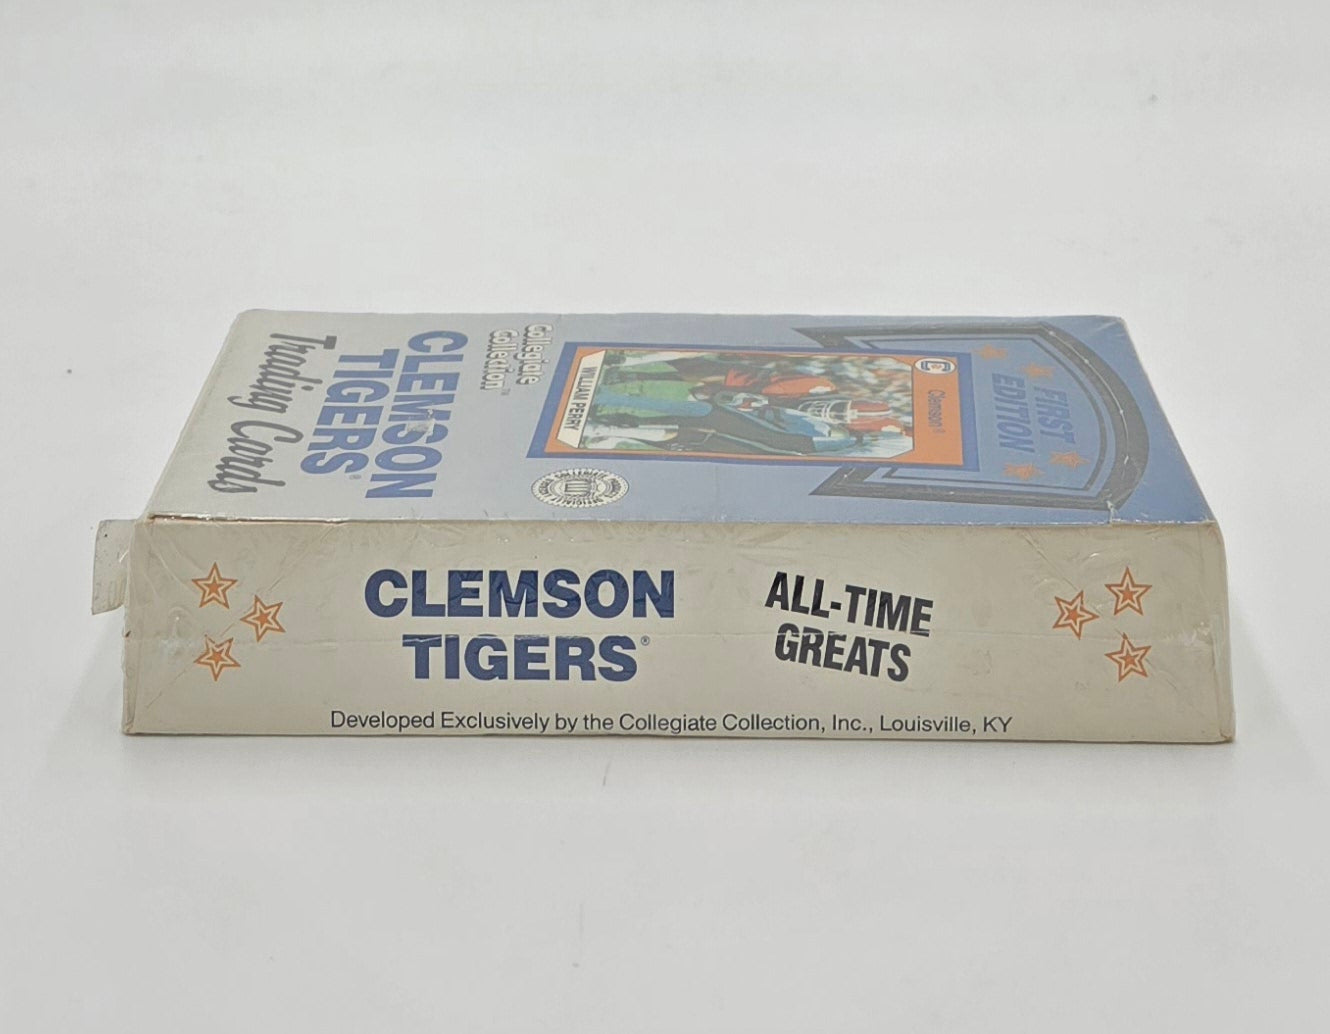 Trading Cards
CLEMSON
TIGERS®
Collegiate
Collection™
WILLIAM PERRY
Clemson®
FIRST
EDITION
CLEMSON
TIGERS®
ALL-TIME
GREATS
Developed Exclusively by the Collegiate Collection, Inc., Louisville, KY